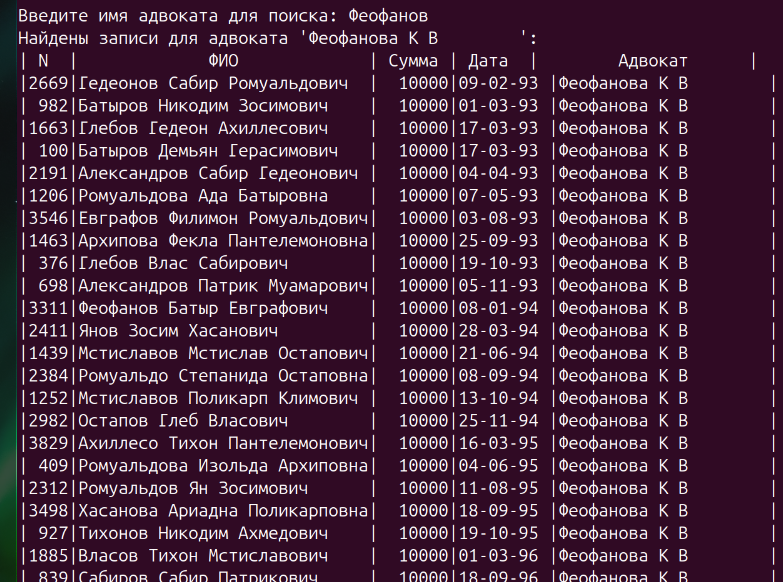 Введите имя адвоката для поиска: Феофанов
Найдены записи для адвоката 'Феофанова К В        ':
| N  |             ФИО             | Сумма | Дата  |        Адвокат      |
|2669|Гедеонов Сабир Ромуальдович  |  10000|09-02-93 |Феофанова К В        |
| 982|Батыров Никодим Зосимович    |  10000|01-03-93 |Феофанова К В        |
|1663|Глебов Гедеон Ахиллесович    |  10000|17-03-93 |Феофанова К В        |
| 100|Батыров Демьян Герасимович   |  10000|17-03-93 |Феофанова К В        |
|2191|Александров Сабир Гедеонович |  10000|04-04-93 |Феофанова К В        |
|1206|Ромуальдова Ада Батыровна    |  10000|07-05-93 |Феофанова К В        |
|3546|Евграфов Филимон Ромуальдович|  10000|03-08-93 |Феофанова К В        |
|1463|Архипова Фекла Пантелемоновна|  10000|25-09-93 |Феофанова К В        |
| 376|Глебов Влас Сабирович        |  10000|19-10-93 |Феофанова К В        |
| 698|Александров Патрик Муамарович|  10000|05-11-93 |Феофанова К В        |
|3311|Феофанов Батыр Евграфович    |  10000|08-01-94 |Феофанова К В        |
|2411|Янов Зосим Хасанович         |  10000|28-03-94 |Феофанова К В        |
|1439|Мстиславов Мстислав Остапович|  10000|21-06-94 |Феофанова К В        |
|2384|Ромуальдо Степанида Остаповна|  10000|08-09-94 |Феофанова К В        |
|1252|Мстиславов Поликарп Климович |  10000|13-10-94 |Феофанова К В        |
|2982|Остапов Глеб Власович        |  10000|25-11-94 |Феофанова К В        |
|3829|Ахиллесо Тихон Пантелемонович|  10000|16-03-95 |Феофанова К В        |
| 409|Ромуальдова Изольда Архиповна|  10000|04-06-95 |Феофанова К В        |
|2312|Ромуальдов Ян Зосимович      |  10000|11-08-95 |Феофанова К В        |
|3498|Хасанова Ариадна Поликарповна|  10000|18-09-95 |Феофанова К В        |
| 927|Тихонов Никодим Ахмедович    |  10000|19-10-95 |Феофанова К В        |
|1885|Власов Тихон Мстиславович    |  10000|01-03-96 |Феофанова К В        |
| 839|Сабиров Сабир Патрикович     |  10000|18-09-96 |Феофанова К В        |